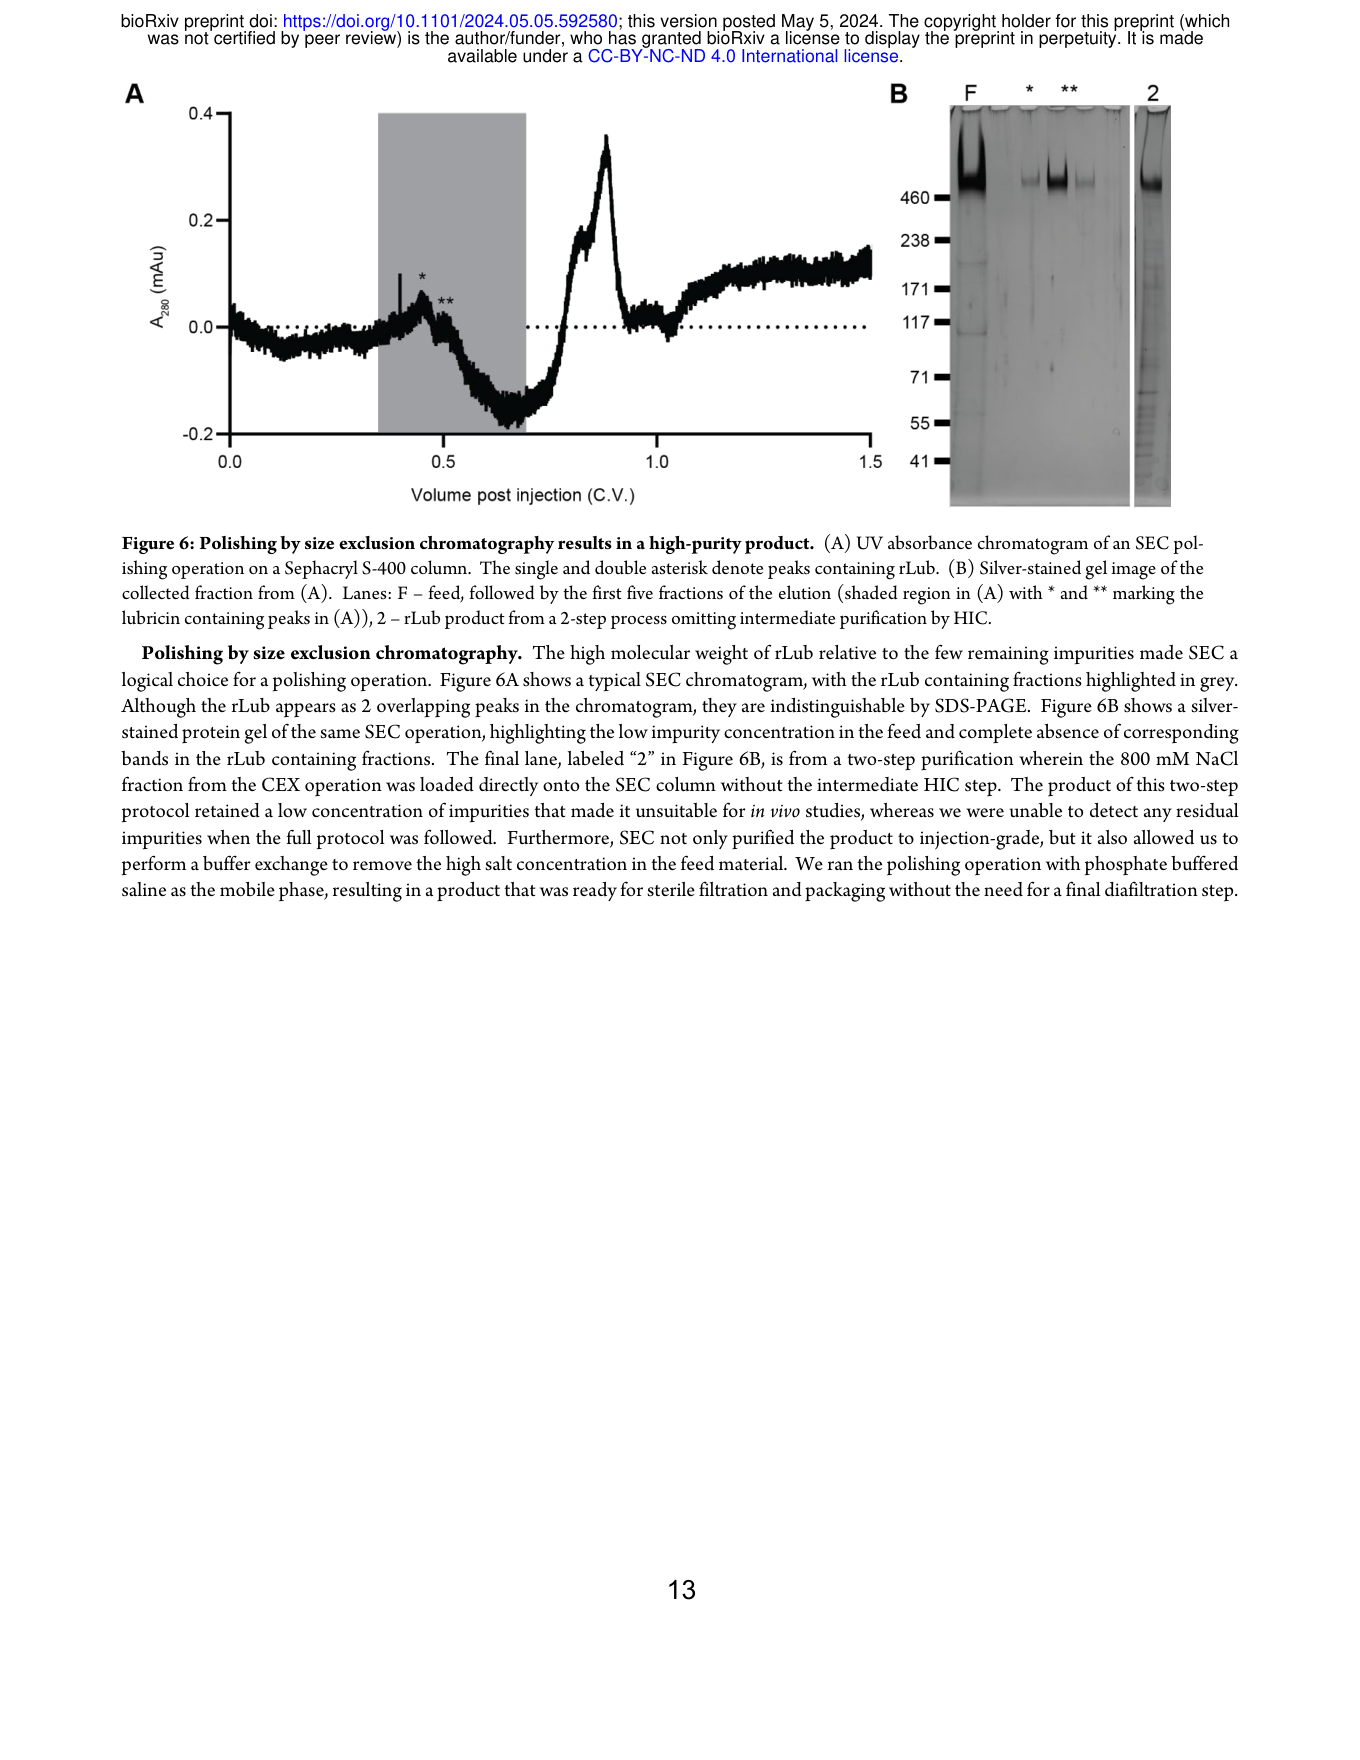 bioRxiv preprint doi: https://doi.org/10.1101/2024.05.05.592580; this version posted May 5, 2024. The copyright holder for this preprint (which
was not certified by peer review) is the author/funder, who has granted bioRxiv a license to display the preprint in perpetuity. It is made
available under a CC-BY-NC-ND 4.0 International license.
A
0.4
0.2
0.0
-0.2
A280 (mAu)
*
**
0.0
0.5
1.0
1.5
Volume post injection (C.V.)
B
F * ** 2
460
238
171
117
71
55
41
Figure 6: Polishing by size exclusion chromatography results in a high-purity product. (A) UV absorbance chromatogram of an SEC pol-
ishing operation on a Sephacryl S-400 column. The single and double asterisk denote peaks containing rLub. (B) Silver-stained gel image of the
collected fraction from (A). Lanes: F – feed, followed by the first five fractions of the elution (shaded region in (A) with * and ** marking the
lubricin containing peaks in (A)), 2 – rLub product from a 2-step process omitting intermediate purification by HIC.
Polishing by size exclusion chromatography. The high molecular weight of rLub relative to the few remaining impurities made SEC a
logical choice for a polishing operation. Figure 6A shows a typical SEC chromatogram, with the rLub containing fractions highlighted in grey.
Although the rLub appears as 2 overlapping peaks in the chromatogram, they are indistinguishable by SDS-PAGE. Figure 6B shows a silver-
stained protein gel of the same SEC operation, highlighting the low impurity concentration in the feed and complete absence of corresponding
bands in the rLub containing fractions. The final lane, labeled “2” in Figure 6B, is from a two-step purification wherein the 800 mM NaCl
fraction from the CEX operation was loaded directly onto the SEC column without the intermediate HIC step. The product of this two-step
protocol retained a low concentration of impurities that made it unsuitable for in vivo studies, whereas we were unable to detect any residual
impurities when the full protocol was followed. Furthermore, SEC not only purified the product to injection-grade, but it also allowed us to
perform a buffer exchange to remove the high salt concentration in the feed material. We ran the polishing operation with phosphate buffered
saline as the mobile phase, resulting in a product that was ready for sterile filtration and packaging without the need for a final diafiltration step.
13